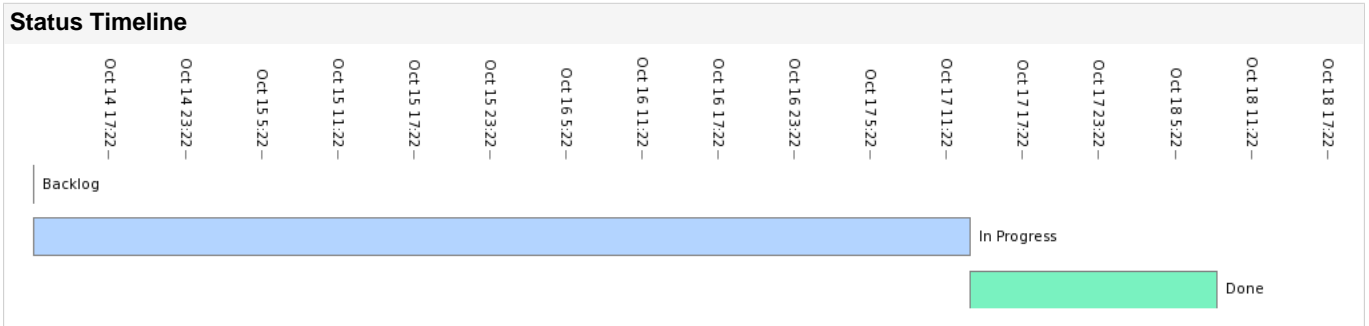 Status Timeline
Oct 14 17:22
Oct 14 23:22
Oct 15 5:22
Oct 15 11:22
Oct 15 17:22
Oct 15 23:22
Oct 16 5:22
Oct 16 11:22
Oct 16 17:22
Oct 16 23:22
Oct 17 5:22
Oct 17 11:22
Oct 17 17:22
Oct 17 23:22
Oct 18 5:22
Oct 18 11:22
Oct 18 17:22
Backlog
In Progress
Done